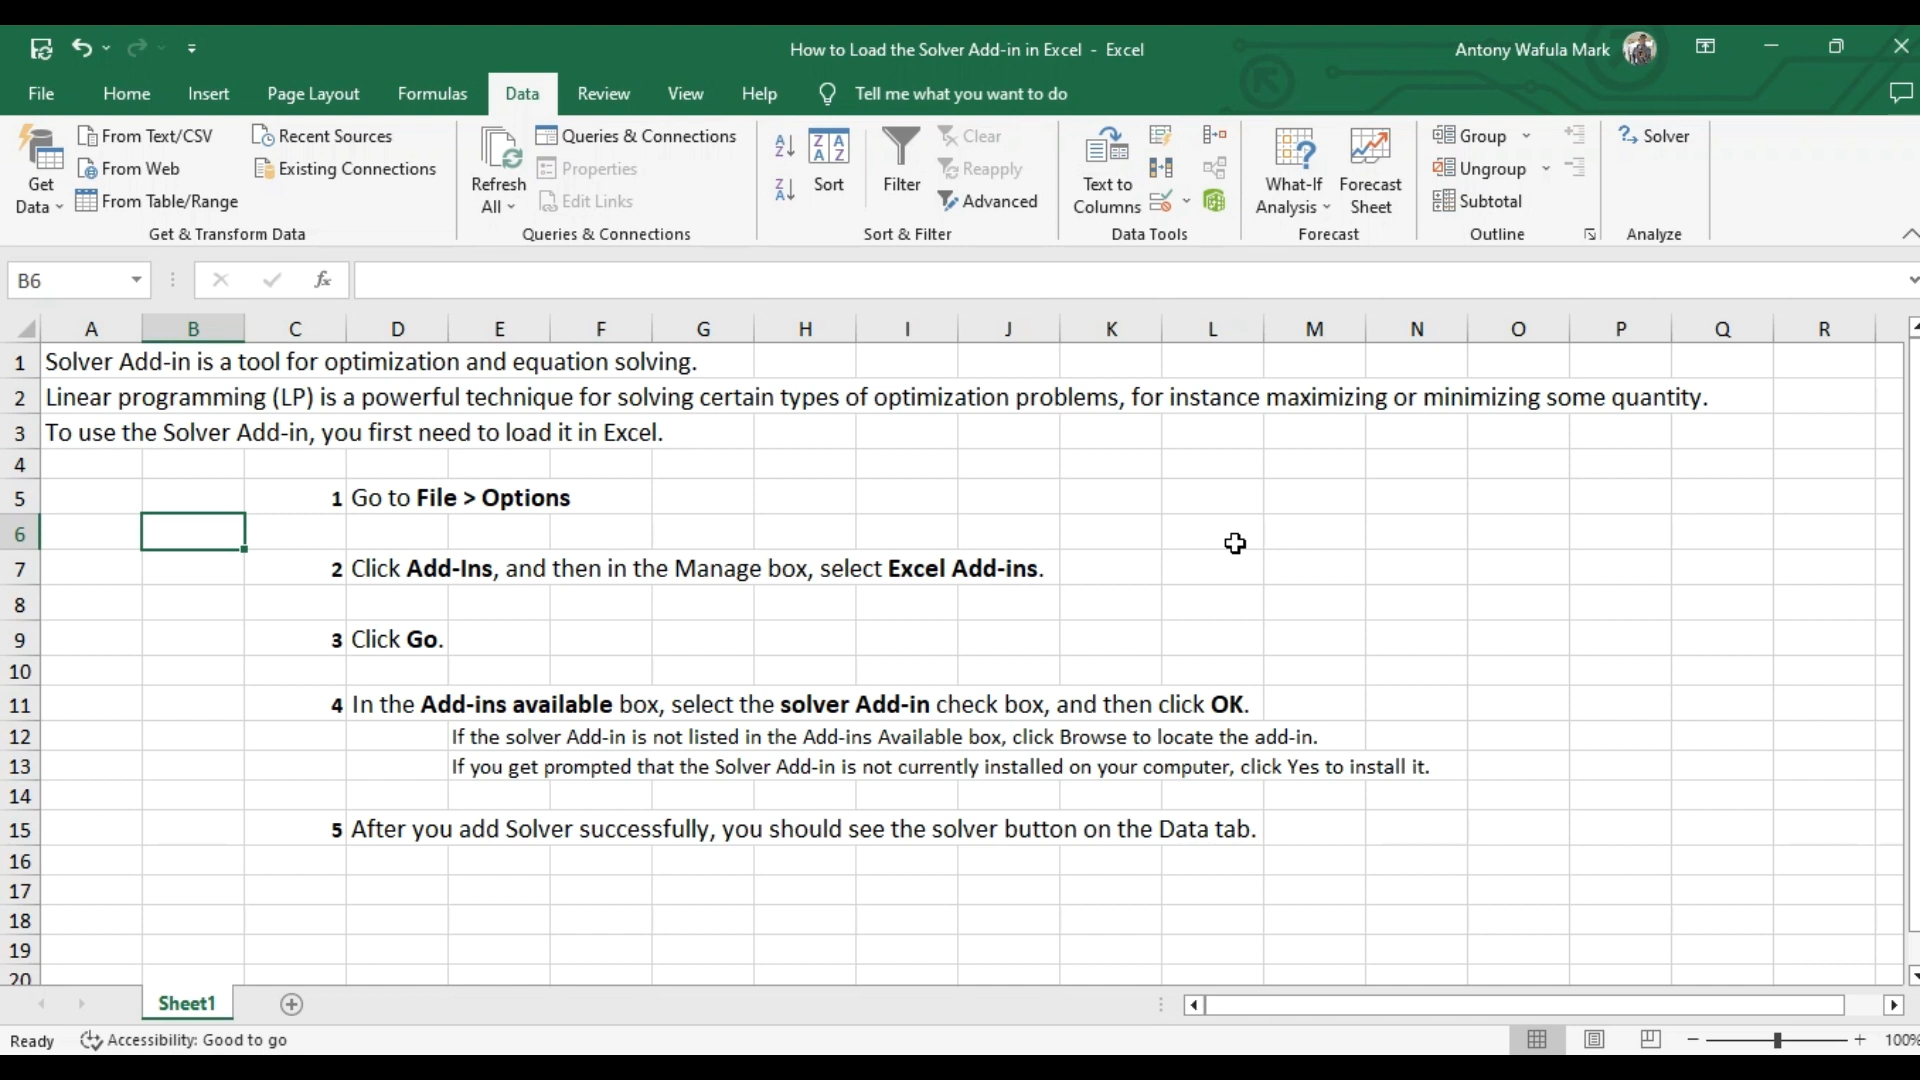 How to Load the Solver Add-in in Excel - Excel
Antony Wafula Mark
File Home Insert Page Layout Formulas Data Review View Help Tell me what you want to do
Get Data
From Text/CSV
From Web
From Table/Range
Recent Sources
Existing Connections
Get & Transform Data
Refresh All
Queries & Connections
Properties
Edit Links
Queries & Connections
Sort
Filter
Clear
Reapply
Advanced
Sort & Filter
Text to Columns
Data Tools
What-If Analysis
Forecast Sheet
Forecast
Group
Ungroup
Subtotal
Outline
Solver
Analyze
B6
fx
A B C D E F G H I J K L M N O P Q R
1 Solver Add-in is a tool for optimization and equation solving.
2 Linear programming (LP) is a powerful technique for solving certain types of optimization problems, for instance maximizing or minimizing some quantity.
3 To use the Solver Add-in, you first need to load it in Excel.
4
5 1 Go to File > Options
6
7 2 Click Add-Ins, and then in the Manage box, select Excel Add-ins.
8
9 3 Click Go.
10
11 4 In the Add-ins available box, select the solver Add-in check box, and then click OK.
12 If the solver Add-in is not listed in the Add-ins Available box, click Browse to locate the add-in.
13 If you get prompted that the Solver Add-in is not currently installed on your computer, click Yes to install it.
14
15 5 After you add Solver successfully, you should see the solver button on the Data tab.
16
17
18
19
20
Sheet1
Ready Accessibility: Good to go 100%